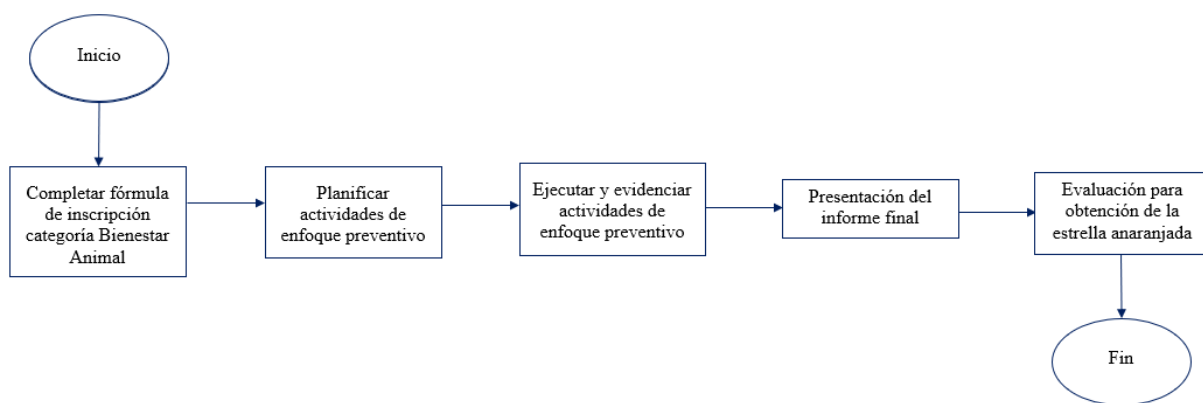 Inicio
Completar fórmula
de inscripción
categoría Bienestar
Animal
Planificar
actividades de
enfoque preventivo
Ejecutar y evidenciar
actividades de
enfoque preventivo
Presentación del
informe final
Evaluación para
obtención de la
estrella anaranjada
Fin